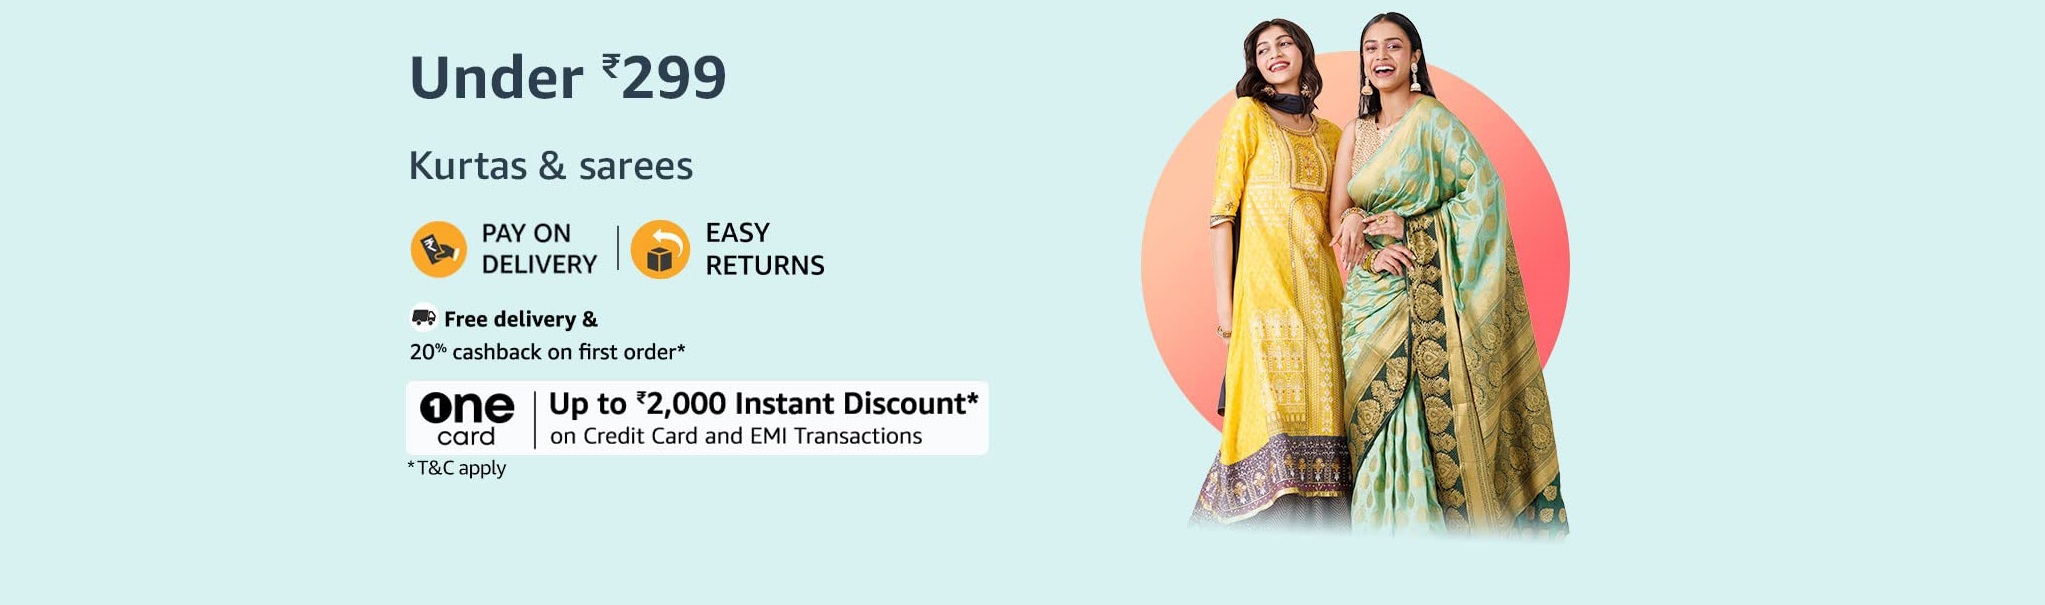 Under ₹299
Kurtas & sarees
PAY ON
DELIVERY
EASY
RETURNS
Free delivery &
20% cashback on first order*
one
card
Up to ₹2,000 Instant Discount*
on Credit Card and EMI Transactions
*T&C apply